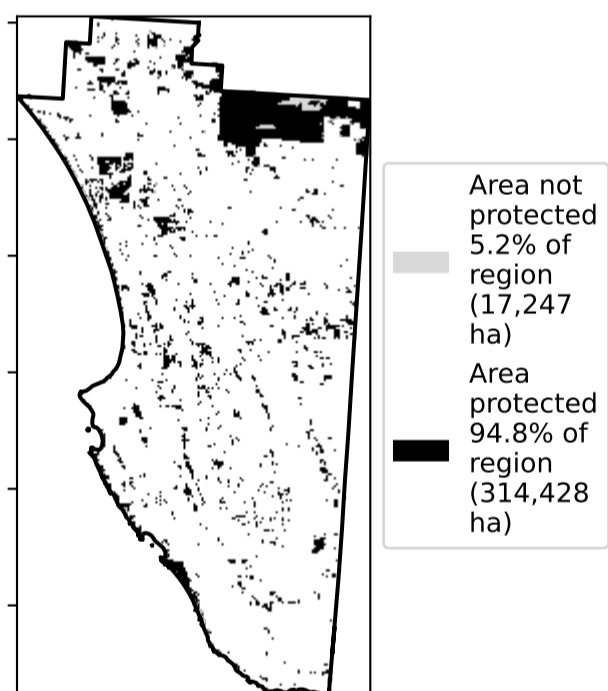 Area not
protected
5.2% of
region
(17,247
ha)
Area
protected
94.8% of
region
(314,428
ha)